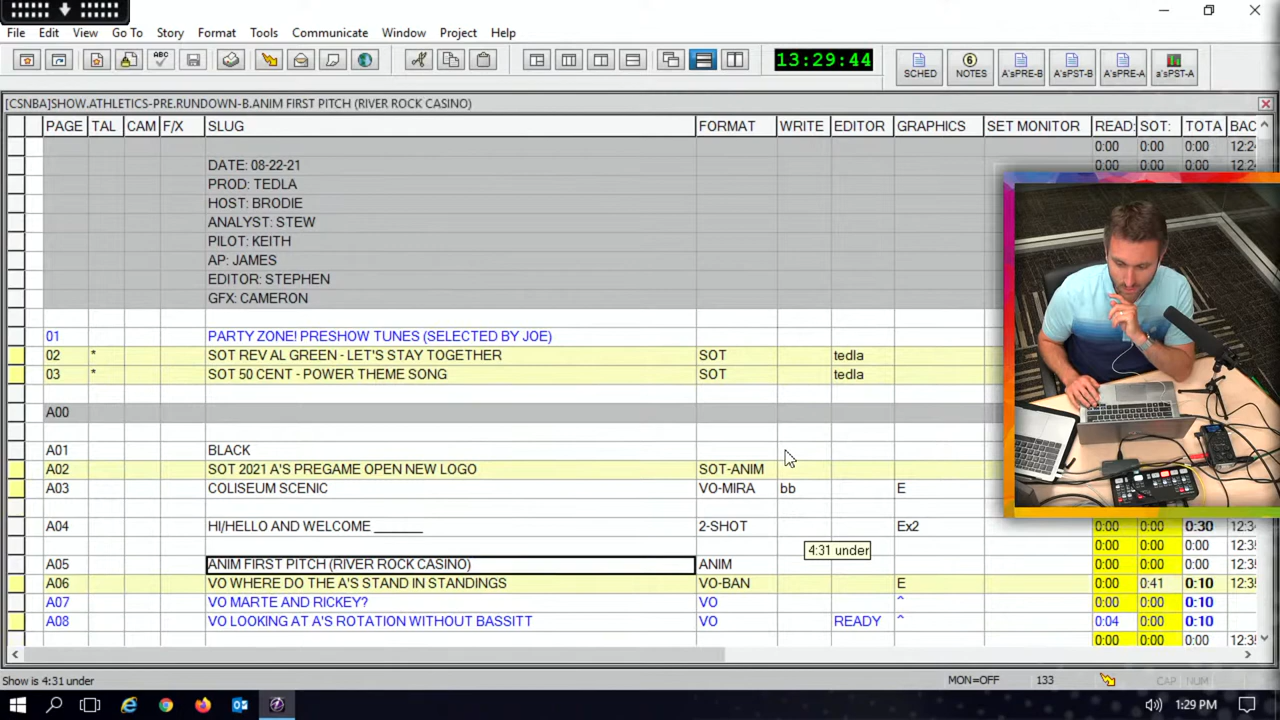 File Edit View Go To Story Format Tools Communicate Window Project Help
ABC 13:29:44 SCHED 6 NOTES A'sPRE-B A'sPST-B A'sPRE-A a'sPST-A
[CSNBA]SHOW.ATHLETICS-PRE.RUNDOWN-B.ANIM FIRST PITCH (RIVER ROCK CASINO)
PAGE TAL CAM F/X SLUG FORMAT WRITE EDITOR GRAPHICS SET MONITOR READ: SOT: TOTA BAC
0:00 0:00 0:00 12:24
DATE: 08-22-21 0:00 0:00 0:00 12:24
PROD: TEDLA
HOST: BRODIE
ANALYST: STEW
PILOT: KEITH
AP: JAMES
EDITOR: STEPHEN
GFX: CAMERON
01 PARTY ZONE! PRESHOW TUNES (SELECTED BY JOE)
02 * SOT REV AL GREEN - LET'S STAY TOGETHER SOT tedla
03 * SOT 50 CENT - POWER THEME SONG SOT tedla
A00
A01 BLACK
A02 SOT 2021 A'S PREGAME OPEN NEW LOGO SOT-ANIM
A03 COLISEUM SCENIC VO-MIRA bb E
A04 HI/HELLO AND WELCOME _______ 2-SHOT Ex2 0:00 0:00 0:30
4:31 under 0:00 0:00 0:00 12:35
A05 ANIM FIRST PITCH (RIVER ROCK CASINO) ANIM 0:00 0:00 0:00 12:35
A06 VO WHERE DO THE A'S STAND IN STANDINGS VO-BAN E 0:00 0:41 0:10 12:35
A07 VO MARTE AND RICKEY? VO ^ 0:00 0:00 0:10
A08 VO LOOKING AT A'S ROTATION WITHOUT BASSITT VO READY ^ 0:04 0:00 0:10
0:00 0:00 0:00
Show is 4:31 under MON=OFF 133 CAP NUM
1:29 PM